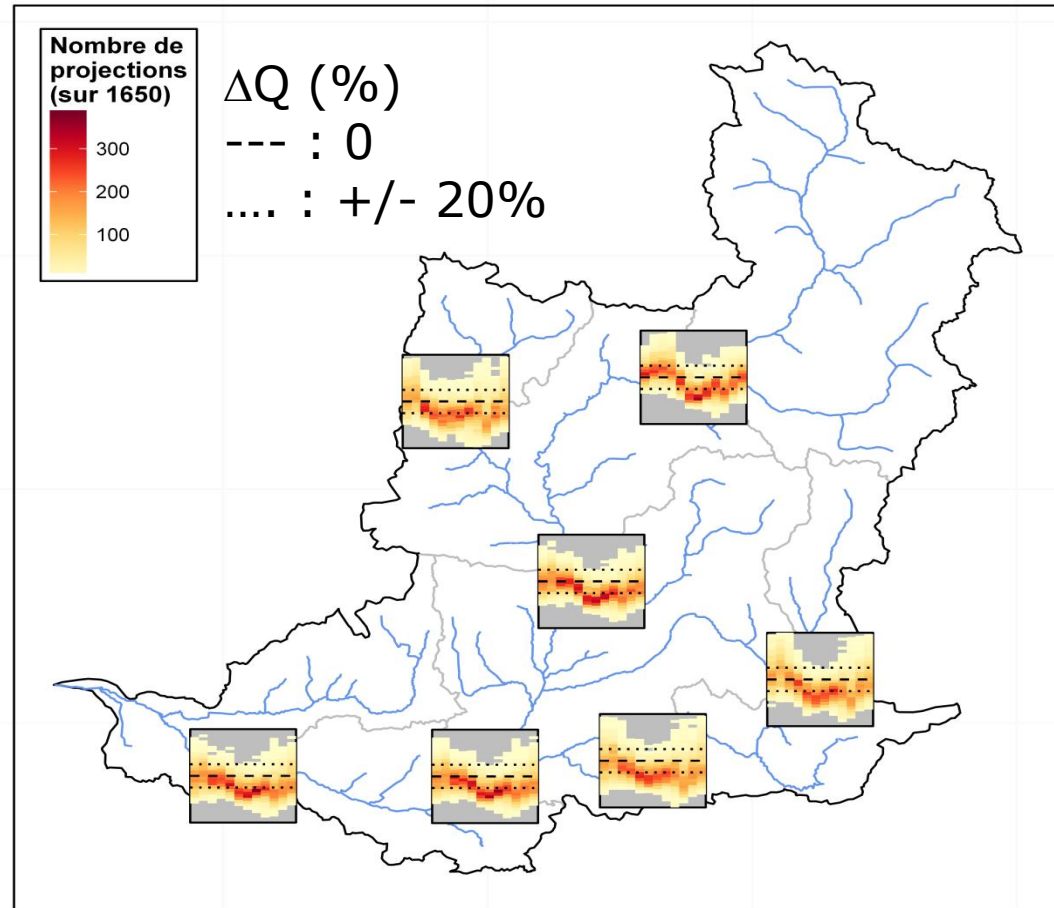 Nombre de
projections
(sur 1650)
300
200
100
ΔQ (%)
--- : 0
.... : +/- 20%